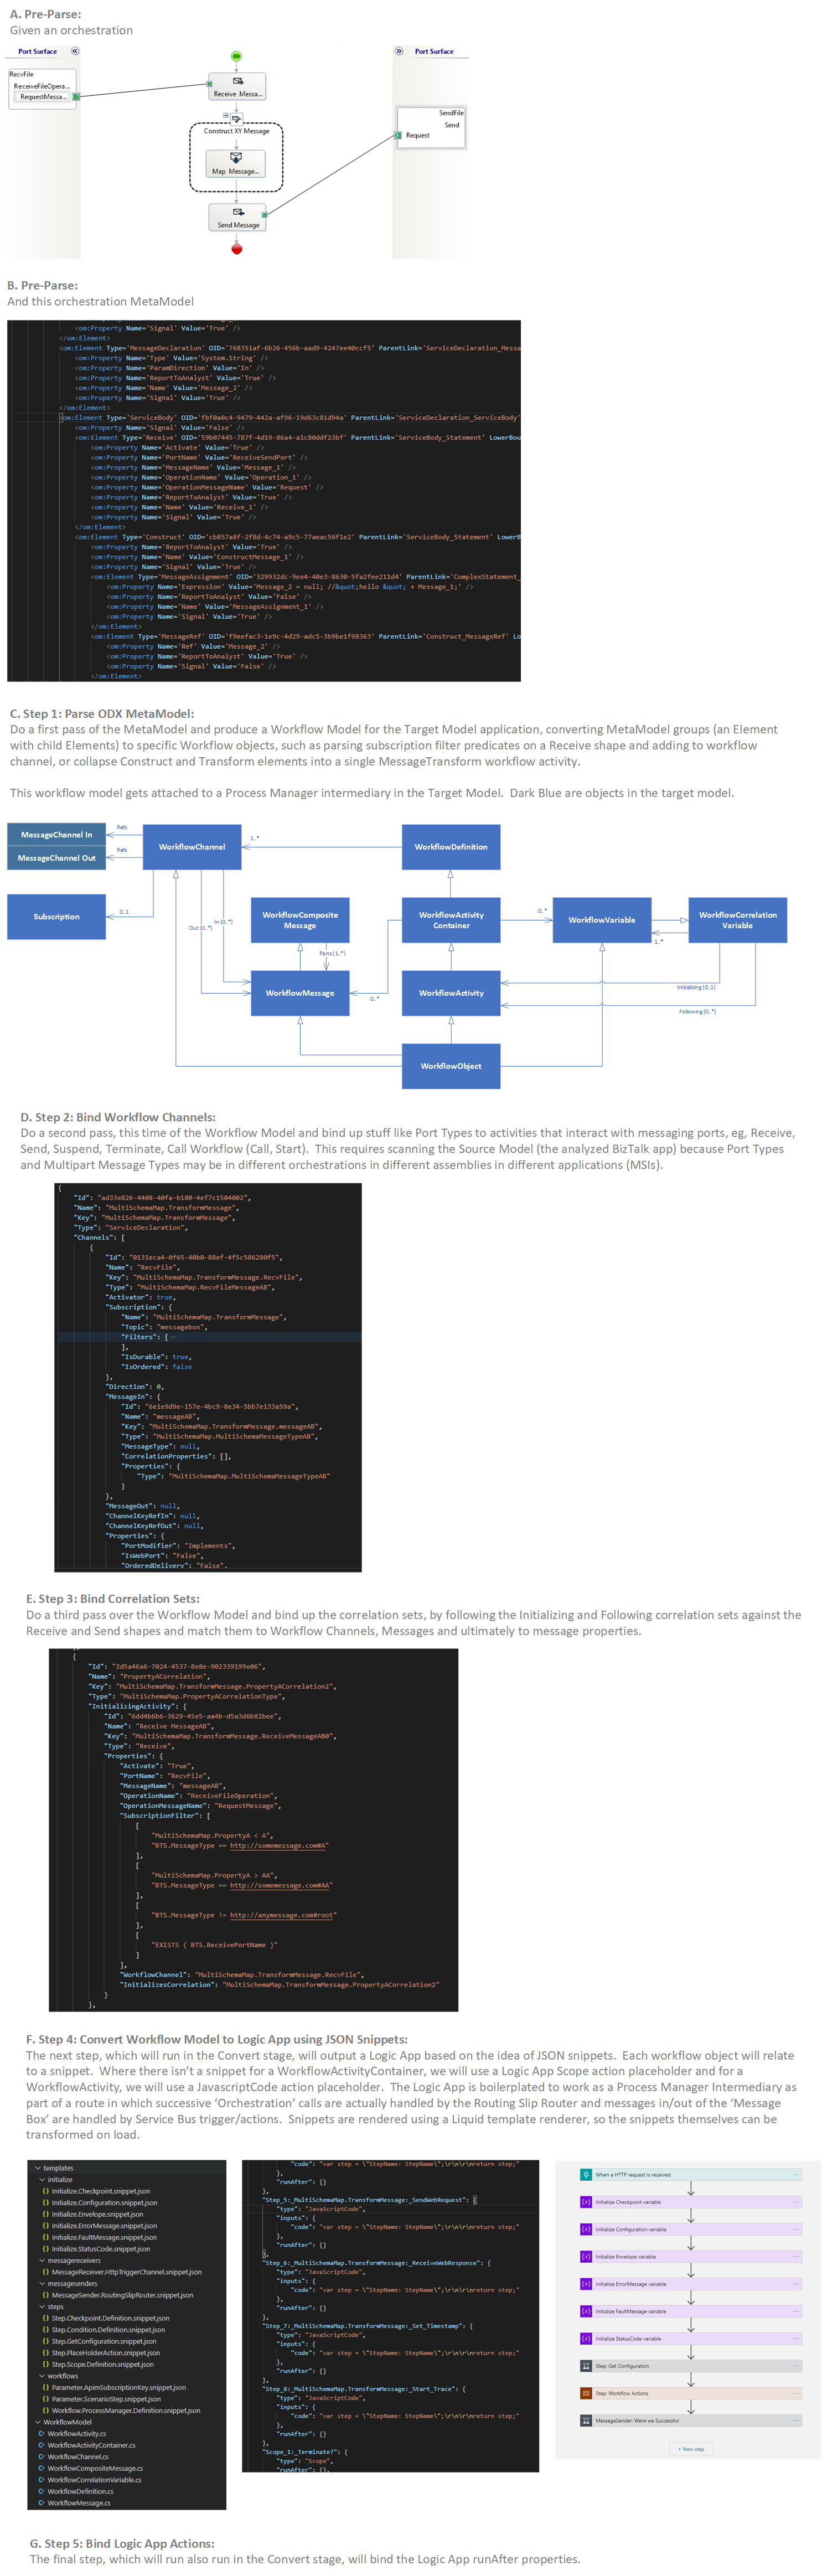 A. Pre-Parse:
Given an orchestration
Port Surface
Port Surface
RecvFile
ReceiveFileOpera...
RequestMessa...
Receive Messa...
Construct XY Message
Map Message...
Send Message
SendFile
Send
Request
B. Pre-Parse:
And this orchestration MetaModel
<om:Property Name='Signal' Value='True' />
</om:Element>
<om:Element Type='MessageDeclaration' OID='768351af-6b26-456b-aad9-4247ee40ccf5' ParentLink='ServiceDeclaration_Messa
<om:Property Name='Type' Value='System.String' />
<om:Property Name='ParamDirection' Value='In' />
<om:Property Name='ReportToAnalyst' Value='True' />
<om:Property Name='Name' Value='Message_2' />
<om:Property Name='Signal' Value='True' />
</om:Element>
<om:Element Type='ServiceBody' OID='fbf0a0c4-9479-442a-af96-19d63c81d94a' ParentLink='ServiceDeclaration_ServiceBody'
<om:Property Name='Signal' Value='False' />
<om:Element Type='Receive' OID='59b07445-787f-4d19-86a4-a1c80ddf23bf' ParentLink='ServiceBody_Statement' LowerBou
<om:Property Name='Activate' Value='True' />
<om:Property Name='PortName' Value='ReceiveSendPort' />
<om:Property Name='MessageName' Value='Message_1' />
<om:Property Name='OperationName' Value='Operation_1' />
<om:Property Name='OperationMessageName' Value='Request' />
<om:Property Name='ReportToAnalyst' Value='True' />
<om:Property Name='Name' Value='Receive_1' />
<om:Property Name='Signal' Value='True' />
</om:Element>
<om:Element Type='Construct' OID='cb857a8f-2f8d-4c74-a9c5-77aeac56f1e2' ParentLink='ServiceBody_Statement' LowerB
<om:Property Name='ReportToAnalyst' Value='True' />
<om:Property Name='Name' Value='ConstructMessage_1' />
<om:Property Name='Signal' Value='True' />
<om:Element Type='MessageAssignment' OID='329932dc-9ee4-40e3-8630-5fa2fee211d4' ParentLink='ComplexStatement_
<om:Property Name='Expression' Value='Message_2 = null; //&quot;hello &quot; + Message_1;' />
<om:Property Name='ReportToAnalyst' Value='False' />
<om:Property Name='Name' Value='MessageAssignment_1' />
<om:Property Name='Signal' Value='True' />
</om:Element>
<om:Element Type='MessageRef' OID='f9eefac3-1e9c-4d29-adc5-3b9be1f98363' ParentLink='Construct_MessageRef' Lo
<om:Property Name='Ref' Value='Message_2' />
<om:Property Name='ReportToAnalyst' Value='True' />
<om:Property Name='Signal' Value='False' />
</om:Element>
C. Step 1: Parse ODX MetaModel:
Do a first pass of the MetaModel and produce a Workflow Model for the Target Model application, converting MetaModel groups (an Element
with child Elements) to specific Workflow objects, such as parsing subscription filter predicates on a Receive shape and adding to workflow
channel, or collapse Construct and Transform elements into a single MessageTransform workflow activity.
This workflow model gets attached to a Process Manager intermediary in the Target Model. Dark Blue are objects in the target model.
MessageChannel In
MessageChannel Out
Refs
Refs
WorkflowChannel
1..*
WorkflowDefinition
Subscription
0..1
Out (0..*)
In (0..*)
WorkflowComposite
Message
Parts (1..*)
WorkflowActivity
Container
0..*
WorkflowVariable
1..*
WorkflowCorrelation
Variable
WorkflowMessage
0..*
WorkflowActivity
Initializing (0..1)
Following (0..*)
WorkflowObject
D. Step 2: Bind Workflow Channels:
Do a second pass, this time of the Workflow Model and bind up stuff like Port Types to activities that interact with messaging ports, eg, Receive,
Send, Suspend, Terminate, Call Workflow (Call, Start). This requires scanning the Source Model (the analyzed BizTalk app) because Port Types
and Multipart Message Types may be in different orchestrations in different assemblies in different applications (MSIs).
{
"Id": "ad33e826-4408-40fa-b180-4ef7c1504002",
"Name": "MultiSchemaMap.TransformMessage",
"Key": "MultiSchemaMap.TransformMessage",
"Type": "ServiceDeclaration",
"Channels": [
{
"Id": "0131eca4-0f65-40b0-88ef-4f5c586280f5",
"Name": "RecvFile",
"Key": "MultiSchemaMap.TransformMessage.RecvFile",
"Type": "MultiSchemaMap.RecvFileMessageAB",
"Activator": true,
"Subscription": {
"Name": "MultiSchemaMap.TransformMessage",
"Topic": "messagebox",
"Filters": [ ...
],
"IsDurable": true,
"IsOrdered": false
},
"Direction": 0,
"MessageIn": {
"Id": "6e1e9d9e-157e-4bc9-8e34-5bb7e133a59a",
"Name": "messageAB",
"Key": "MultiSchemaMap.TransformMessage.messageAB",
"Type": "MultiSchemaMap.MultiSchemaMessageTypeAB",
"MessageType": null,
"CorrelationProperties": [],
"Properties": {
"Type": "MultiSchemaMap.MultiSchemaMessageTypeAB"
}
},
"MessageOut": null,
"ChannelKeyRefIn": null,
"ChannelKeyRefOut": null,
"Properties": {
"PortModifier": "Implements",
"IsWebPort": "False",
"OrderedDelivery": "False",
E. Step 3: Bind Correlation Sets:
Do a third pass over the Workflow Model and bind up the correlation sets, by following the Initializing and Following correlation sets against the
Receive and Send shapes and match them to Workflow Channels, Messages and ultimately to message properties.
{
"Id": "2d5a46a6-7024-4537-8e8e-902339199e06",
"Name": "PropertyACorrelation",
"Key": "MultiSchemaMap.TransformMessage.PropertyACorrelation2",
"Type": "MultiSchemaMap.PropertyACorrelationType",
"InitializingActivity": {
"Id": "6dd4b6b6-3629-45e5-aa4b-d5a3d6b82bee",
"Name": "Receive MessageAB",
"Key": "MultiSchemaMap.TransformMessage.ReceiveMessageAB0",
"Type": "Receive",
"Properties": {
"Activate": "True",
"PortName": "RecvFile",
"MessageName": "messageAB",
"OperationName": "ReceiveFileOperation",
"OperationMessageName": "RequestMessage",
"SubscriptionFilter": [
[
"MultiSchemaMap.PropertyA < A",
"BTS.MessageType == http://somemessage.com#A"
],
[
"MultiSchemaMap.PropertyA > AA",
"BTS.MessageType == http://somemessage.com#AA"
],
[
"BTS.MessageType != http://anymessage.com#root"
],
[
"EXISTS ( BTS.ReceivePortName )"
]
],
"WorkflowChannel": "MultiSchemaMap.TransformMessage.RecvFile",
"InitializesCorrelation": "MultiSchemaMap.TransformMessage.PropertyACorrelation2"
}
},
F. Step 4: Convert Workflow Model to Logic App using JSON Snippets:
The next step, which will run in the Convert stage, will output a Logic App based on the idea of JSON snippets. Each workflow object will relate
to a snippet. Where there isn't a snippet for a WorkflowActivityContainer, we will use a Logic App Scope action placeholder and for a
WorkflowActivity, we will use a JavascriptCode action placeholder. The Logic App is boilerplated to work as a Process Manager Intermediary as
part of a route in which successive 'Orchestration' calls are actually handled by the Routing Slip Router and messages in/out of the 'Message
Box' are handled by Service Bus trigger/actions. Snippets are rendered using a Liquid template renderer, so the snippets themselves can be
transformed on load.
templates
initialize
Initialize.Checkpoint.snippet.json
Initialize.Configuration.snippet.json
Initialize.Envelope.snippet.json
Initialize.ErrorMessage.snippet.json
Initialize.FaultMessage.snippet.json
Initialize.StatusCode.snippet.json
messagereceivers
MessageReceiver.HttpTriggerChannel.snippet.json
messagesenders
MessageSender.RoutingSlipRouter.snippet.json
steps
Step.Checkpoint.Definition.snippet.json
Step.Condition.Definition.snippet.json
Step.GetConfiguration.snippet.json
Step.PlaceHolderAction.snippet.json
Step.Scope.Definition.snippet.json
workflows
Parameter.ApimSubscriptionKey.snippet.json
Parameter.ScenarioStep.snippet.json
Workflow.ProcessManager.Definition.snippet.json
WorkflowModel
WorkflowActivity.cs
WorkflowActivityContainer.cs
WorkflowChannel.cs
WorkflowCompositeMessage.cs
WorkflowCorrelationVariable.cs
WorkflowDefinition.cs
WorkflowMessage.cs
"code": "var step = \"StepName: StepName\";\r\n\r\nreturn step;"
},
"runAfter": {}
},
"Step_5:_MultiSchemaMap.TransformMessage:_SendWebRequest": {
"type": "JavaScriptCode",
"inputs": {
"code": "var step = \"StepName: StepName\";\r\n\r\nreturn step;"
},
"runAfter": {}
},
"Step_6:_MultiSchemaMap.TransformMessage:_ReceiveWebResponse": {
"type": "JavaScriptCode",
"inputs": {
"code": "var step = \"StepName: StepName\";\r\n\r\nreturn step;"
},
"runAfter": {}
},
"Step_7:_MultiSchemaMap.TransformMessage:_Set_Timestamp": {
"type": "JavaScriptCode",
"inputs": {
"code": "var step = \"StepName: StepName\";\r\n\r\nreturn step;"
},
"runAfter": {}
},
"Step_8:_MultiSchemaMap.TransformMessage:_Start_Trace": {
"type": "JavaScriptCode",
"inputs": {
"code": "var step = \"StepName: StepName\";\r\n\r\nreturn step;"
},
"runAfter": {}
},
"Scope_1:_Terminate?": {
"type": "Scope",
"runAfter": {},
When a HTTP request is received
Initialize Checkpoint variable
Initialize Configuration variable
Initialize Envelope variable
Initialize ErrorMessage variable
Initialize FaultMessage variable
Initialize StatusCode variable
Step: Get Configuration
Step: Workflow Actions
MessageSender: Were we Successful
+ New step
G. Step 5: Bind Logic App Actions:
The final step, which will run also run in the Convert stage, will bind the Logic App runAfter properties.